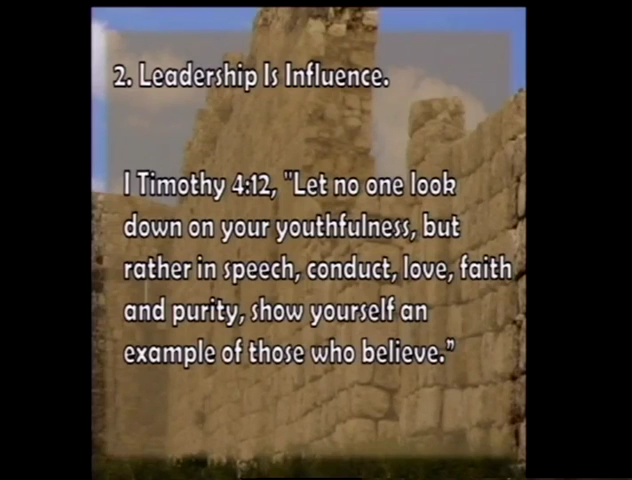 2. Leadership Is Influence.
I Timothy 4:12, "Let no one look
down on your youthfulness, but
rather in speech, conduct, love, faith
and purity, show yourself an
example of those who believe.”